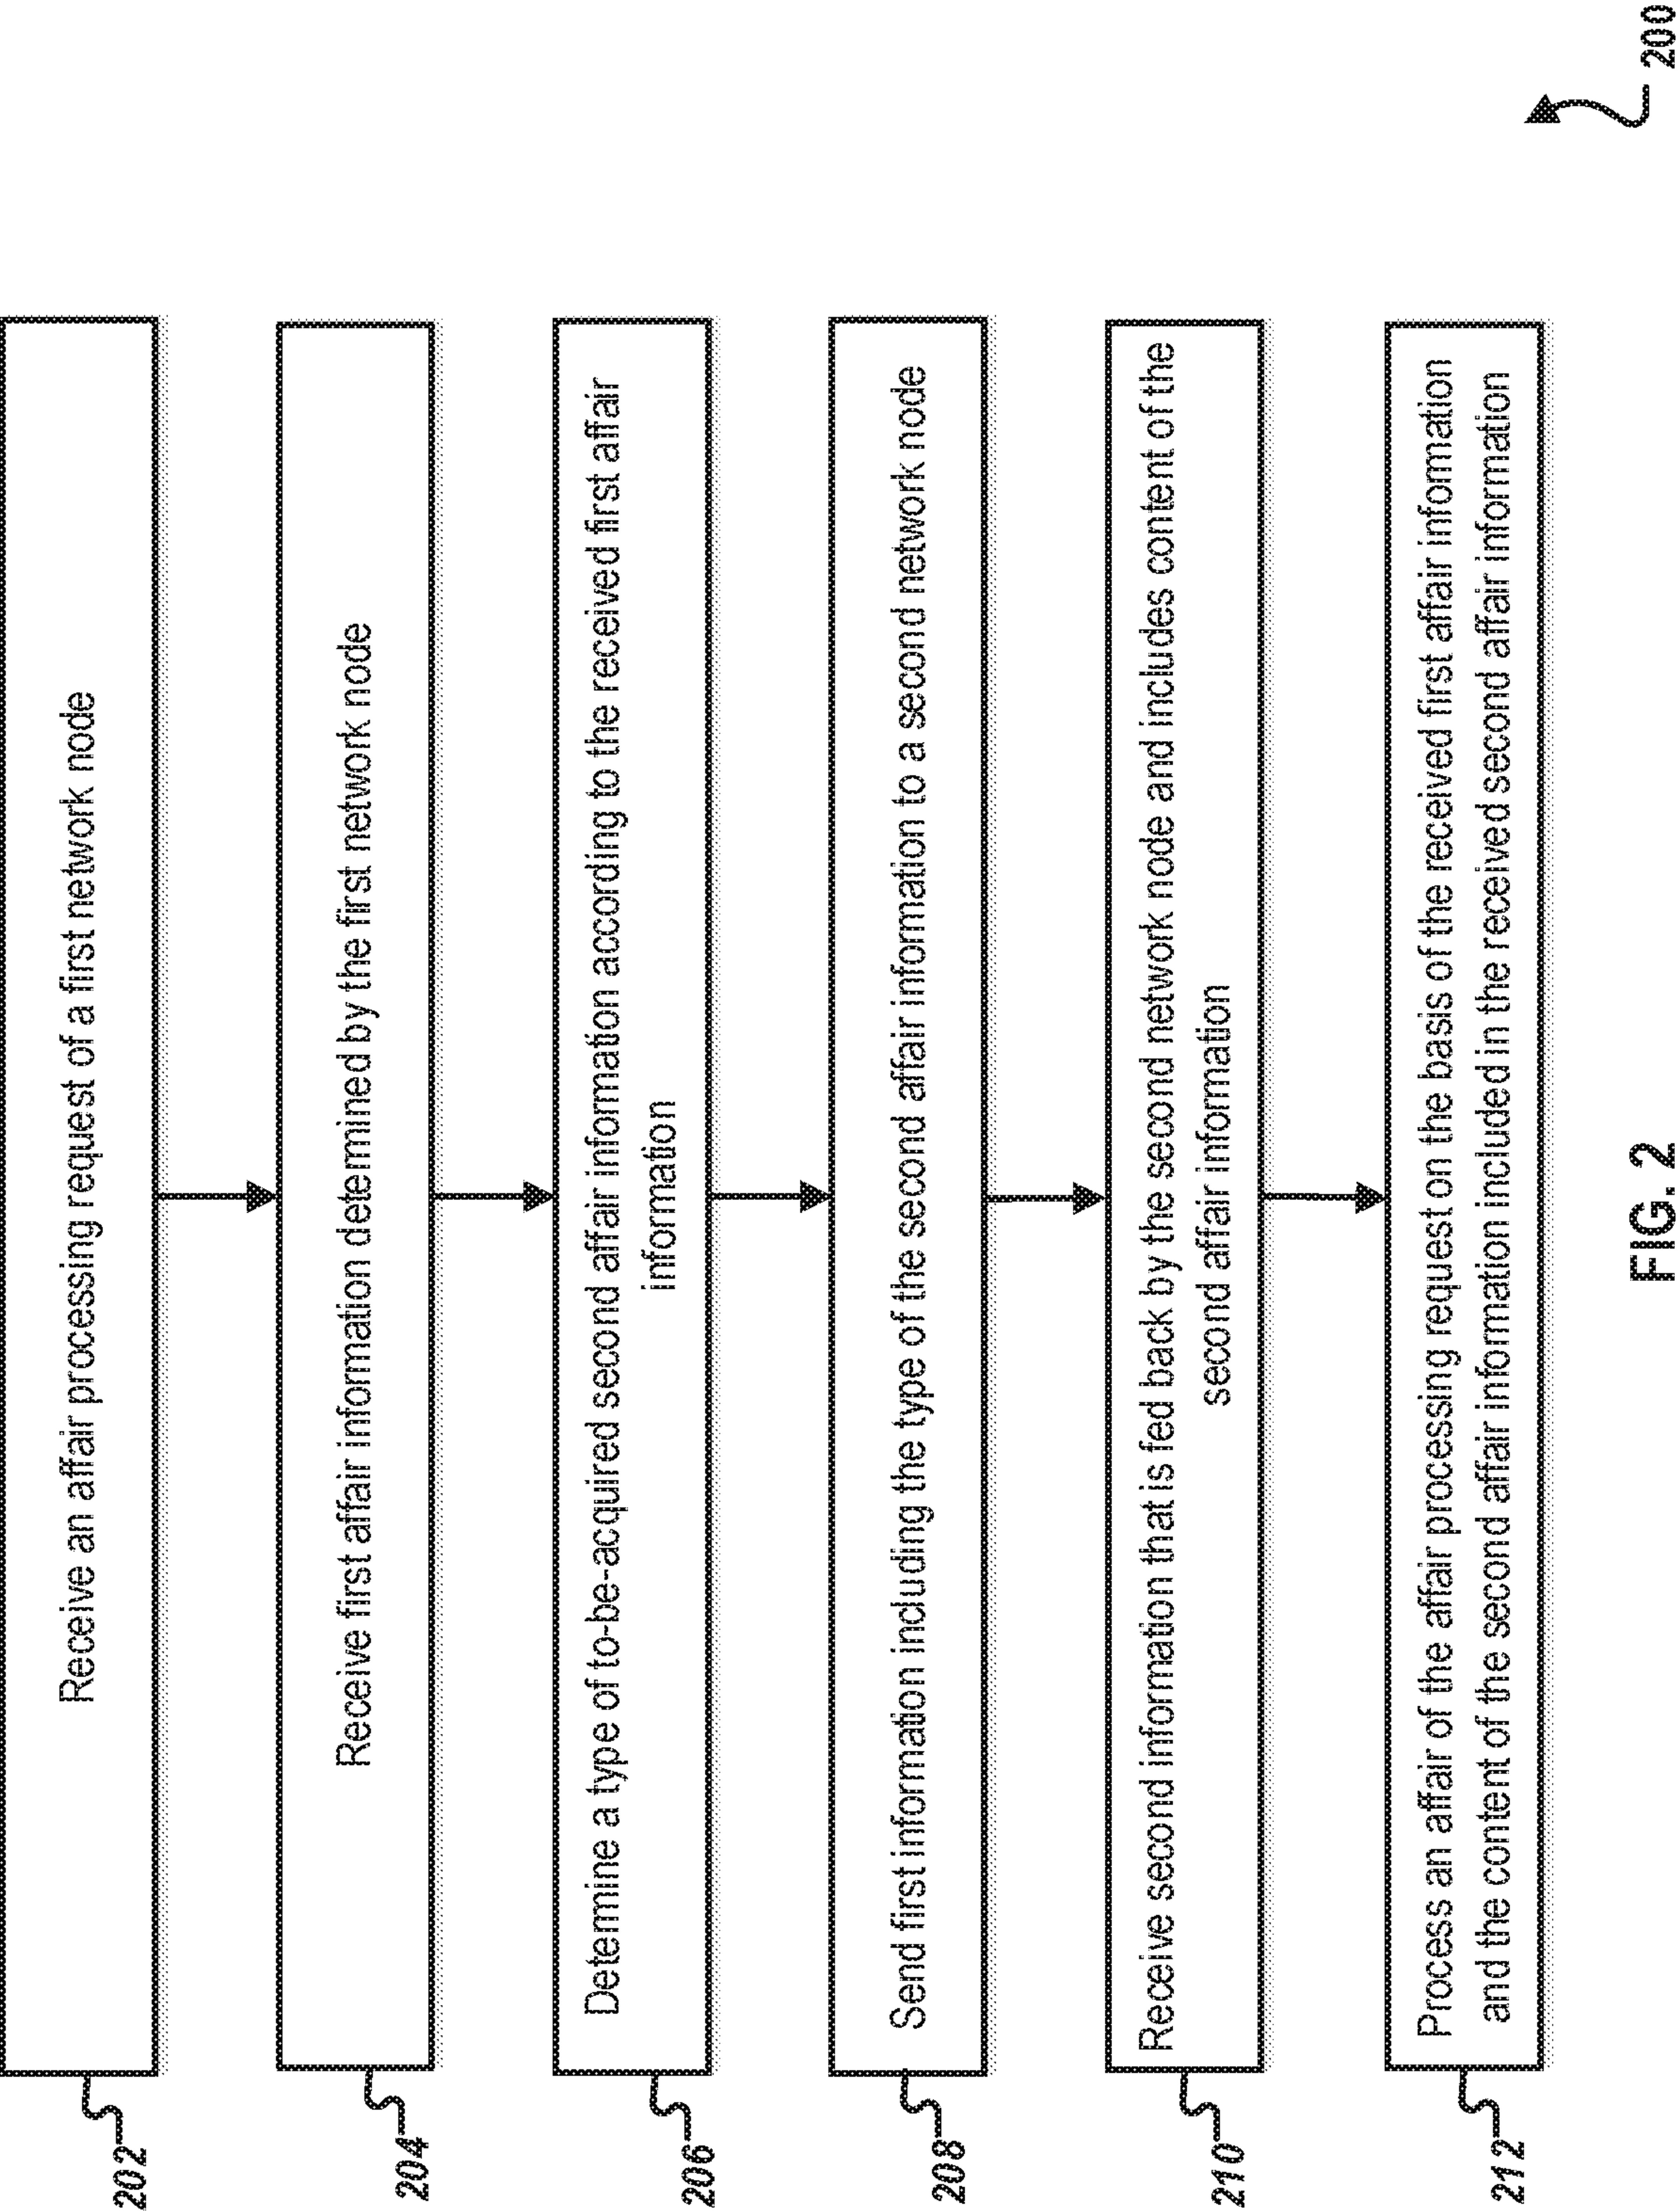 200
202
Receive an affair processing request of a first network node
204
Receive first affair information determined by the first network node
206
Determine a type of to-be-acquired second affair information according to the received first affair
information
208
Send first information including the type of the second affair information to a second network node
210
Receive second information that is fed back by the second network node and includes content of the
second affair information
212
Process an affair of the affair processing request on the basis of the received first affair information
and the content of the second affair information included in the received second affair information
FIG. 2